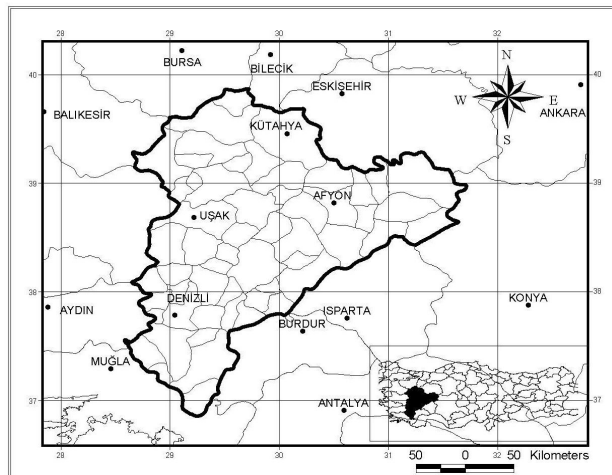 28 29 30 31 32
BURSA
BİLECİK
N
40 40
ESKİSEHİR
W E
BALIKESİR
ANKARA
KÜTAHYA
S
39 39
AFYON
UŞAK
38 38
DENİZLİ
KONYA
AYDIN
ISPARTA
BURDUR
MUĞLA
37 37
ANTALYA
28 29 30 31 32
50 0 50 Kilometers